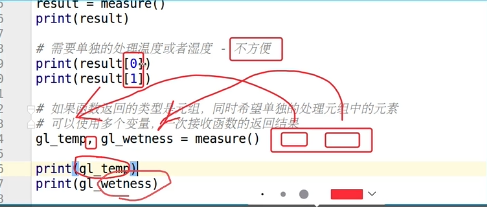 result = measure()
print(result)
# 需要单独的处理温度或者湿度 - 不方便
print(result[0])
print(result[1])
# 如果函数返回的类型是元组，同时希望单独的处理元组中的元素
# 可以使用多个变量，一次接收函数的返回结果
gl_temp, gl_wetness = measure()
print(gl_temp)
print(gl_wetness)